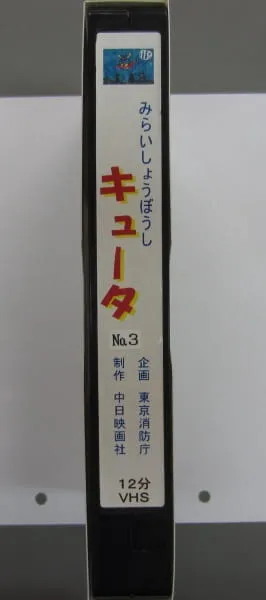 119
みらいしょうぼうし
キュータ
No.3
企画 東京消防庁
制作 中日映画社
12分
VHS